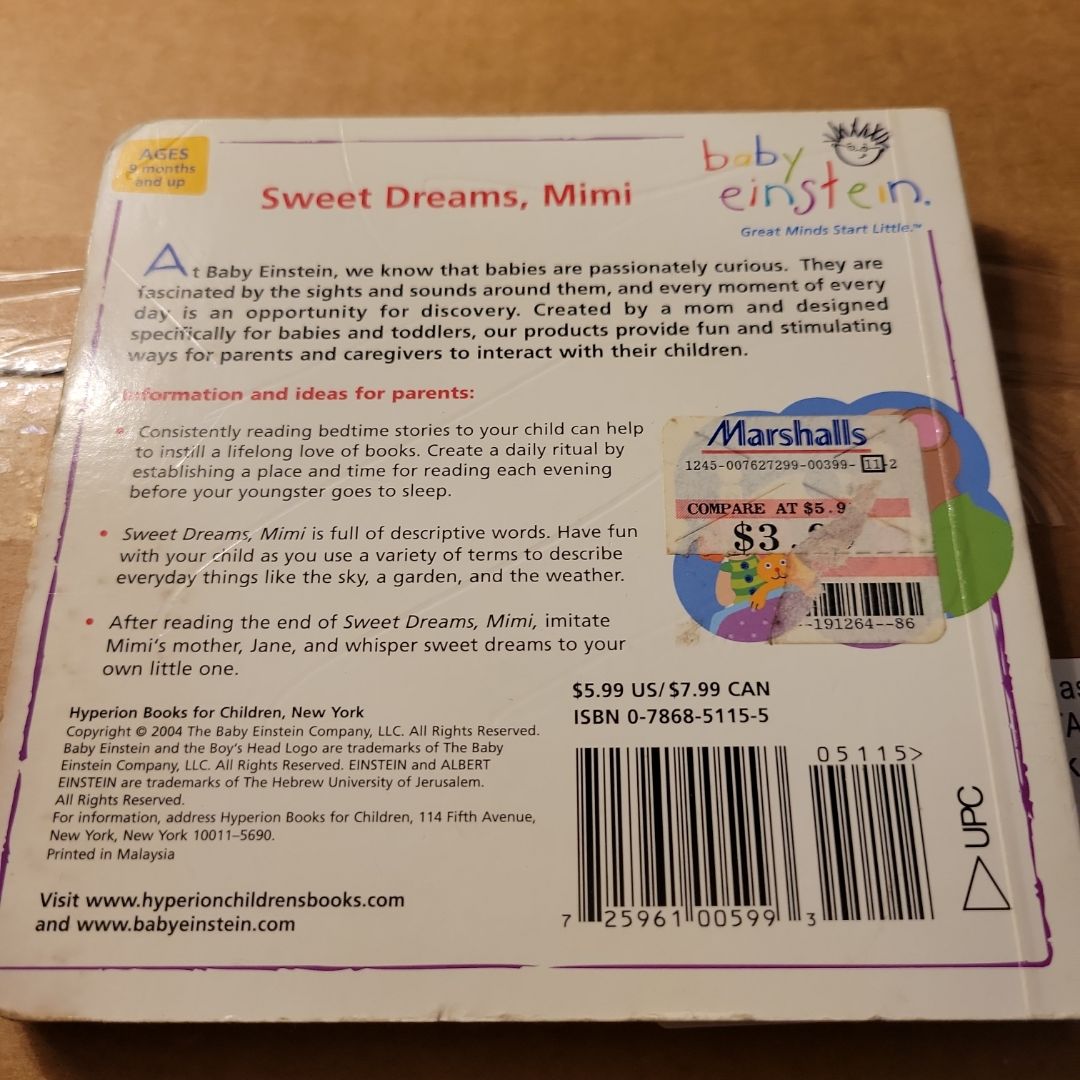 AGES
9 months
and up
Sweet Dreams, Mimi
baby
einstein.
Great Minds Start Little.™
At Baby Einstein, we know that babies are passionately curious. They are
fascinated by the sights and sounds around them, and every moment of every
day is an opportunity for discovery. Created by a mom and designed
specifically for babies and toddlers, our products provide fun and stimulating
ways for parents and caregivers to interact with their children.
Information and ideas for parents:
• Consistently reading bedtime stories to your child can help
to instill a lifelong love of books. Create a daily ritual by
establishing a place and time for reading each evening
before your youngster goes to sleep.
• Sweet Dreams, Mimi is full of descriptive words. Have fun
with your child as you use a variety of terms to describe
everyday things like the sky, a garden, and the weather.
• After reading the end of Sweet Dreams, Mimi, imitate
Mimi's mother, Jane, and whisper sweet dreams to your
own little one.
Marshalls
1245-007627299-00399-11-2
COMPARE AT $5.9
$3.
--191264--86
$5.99 US/$7.99 CAN
ISBN 0-7868-5115-5
Hyperion Books for Children, New York
Copyright © 2004 The Baby Einstein Company, LLC. All Rights Reserved.
Baby Einstein and the Boy's Head Logo are trademarks of The Baby
Einstein Company, LLC. All Rights Reserved. EINSTEIN and ALBERT
EINSTEIN are trademarks of The Hebrew University of Jerusalem.
All Rights Reserved.
For information, address Hyperion Books for Children, 114 Fifth Avenue,
New York, New York 10011–5690.
Printed in Malaysia
Visit www.hyperionchildrensbooks.com
and www.babyeinstein.com
05115>
7 25961 00599 3
UPC